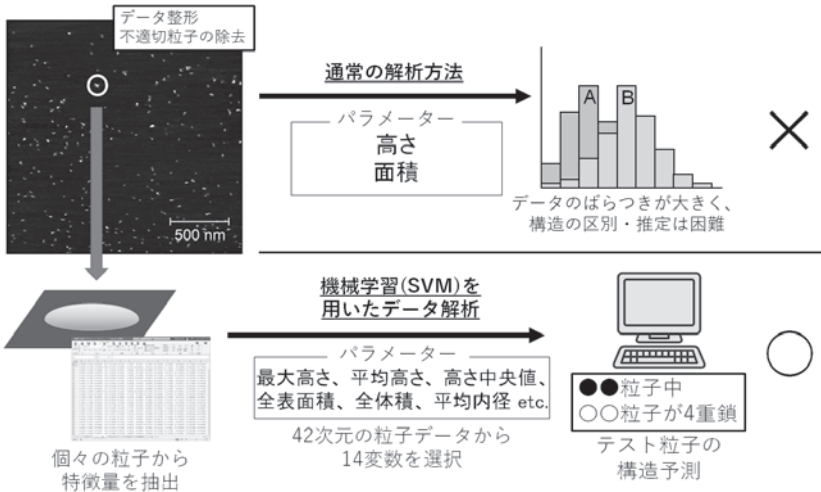 データ整形
不適切粒子の除去
500 nm
個々の粒子から
特徴量を抽出
通常の解析方法
パラメーター
高さ
面積
A
B
データのばらつきが大きく、
構造の区別・推定は困難
機械学習(SVM)を
用いたデータ解析
パラメーター
最大高さ、平均高さ、高さ中央値、
全表面積、全体積、平均内径 etc.
42次元の粒子データから
14変数を選択
●●粒子中
○○粒子が4重鎖
テスト粒子の
構造予測